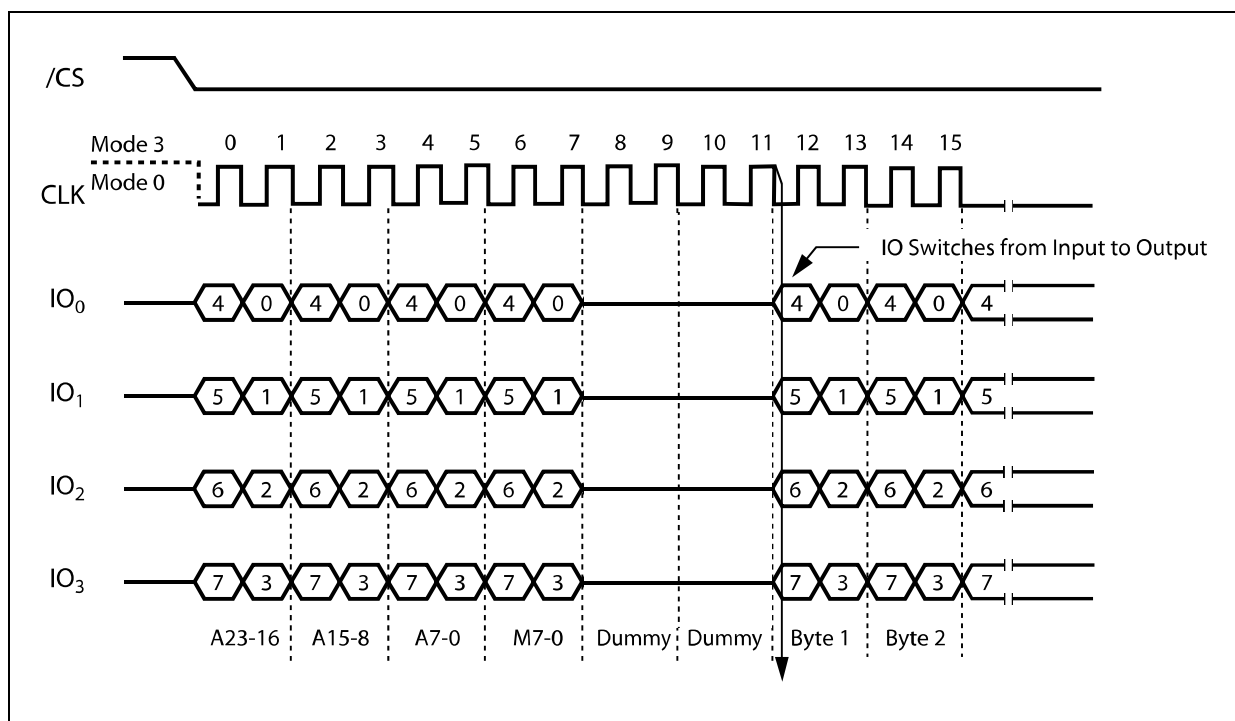 /CS
Mode 3
0 1 2 3 4 5 6 7 8 9 10 11 12 13 14 15
Mode 0
CLK
IO Switches from Input to Output
IO0 4 0 4 0 4 0 4 0 4 0 4 0 4
IO1 5 1 5 1 5 1 5 1 5 1 5 1 5
IO2 6 2 6 2 6 2 6 2 6 2 6 2 6
IO3 7 3 7 3 7 3 7 3 7 3 7 3 7
A23-16 A15-8 A7-0 M7-0 Dummy Dummy Byte 1 Byte 2